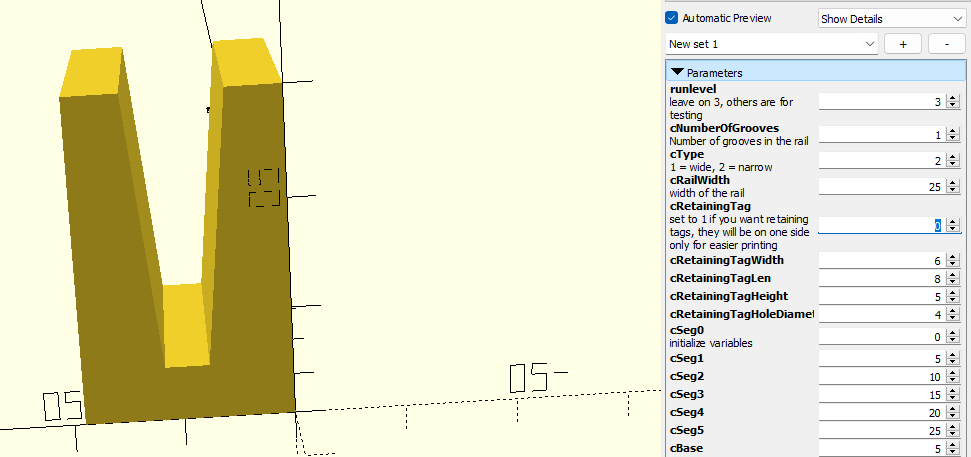 Automatic Preview
Show Details
New set 1
+
-
Parameters
runlevel
leave on 3, others are for
testing
3
cNumberOfGrooves
Number of grooves in the rail
1
cType
1 = wide, 2 = narrow
2
cRailWidth
width of the rail
25
cRetainingTag
set to 1 if you want retaining
tags, they will be on one side
only for easier printing
0
cRetainingTagWidth
6
cRetainingTagLen
8
cRetainingTagHeight
5
cRetainingTagHoleDiamet
4
cSeg0
initialize variables
0
cSeg1
5
cSeg2
10
cSeg3
15
cSeg4
20
cSeg5
25
cBase
5